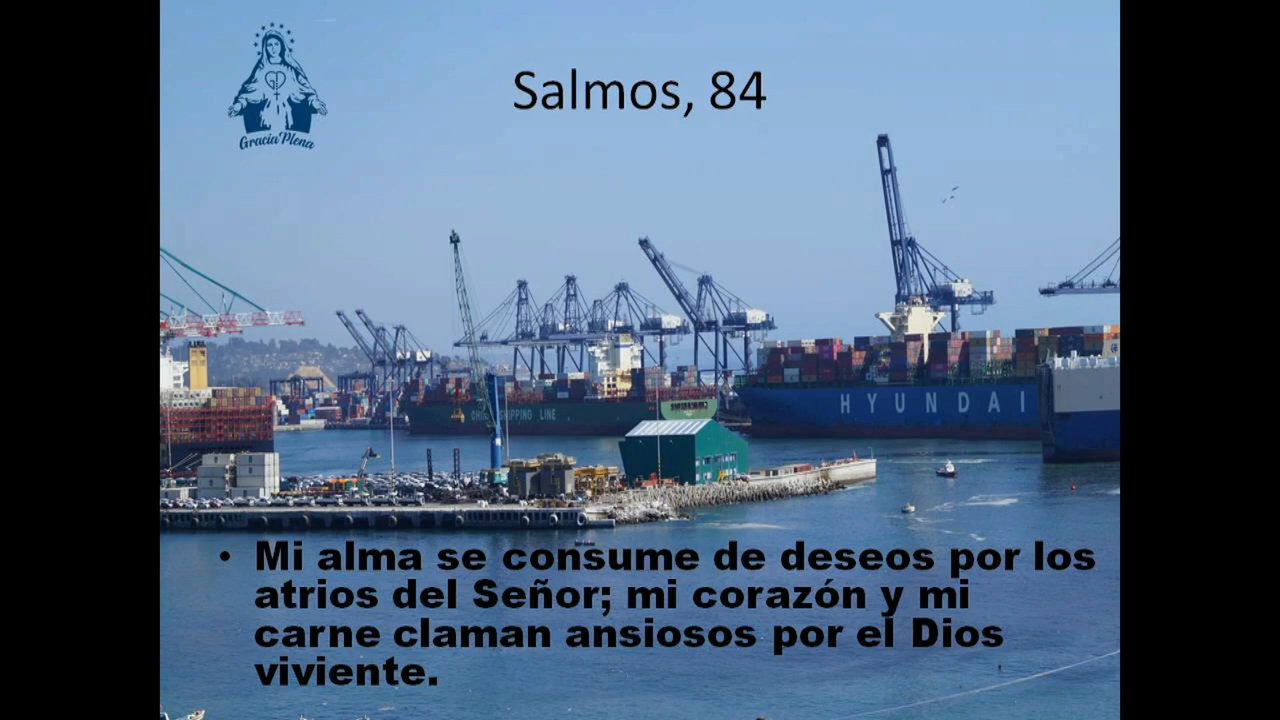 Salmos, 84
Gracia Plena
CHINA SHIPPING LINE
HYUNDAI
• Mi alma se consume de deseos por los
atrios del Señor; mi corazón y mi
carne claman ansiosos por el Dios
viviente.